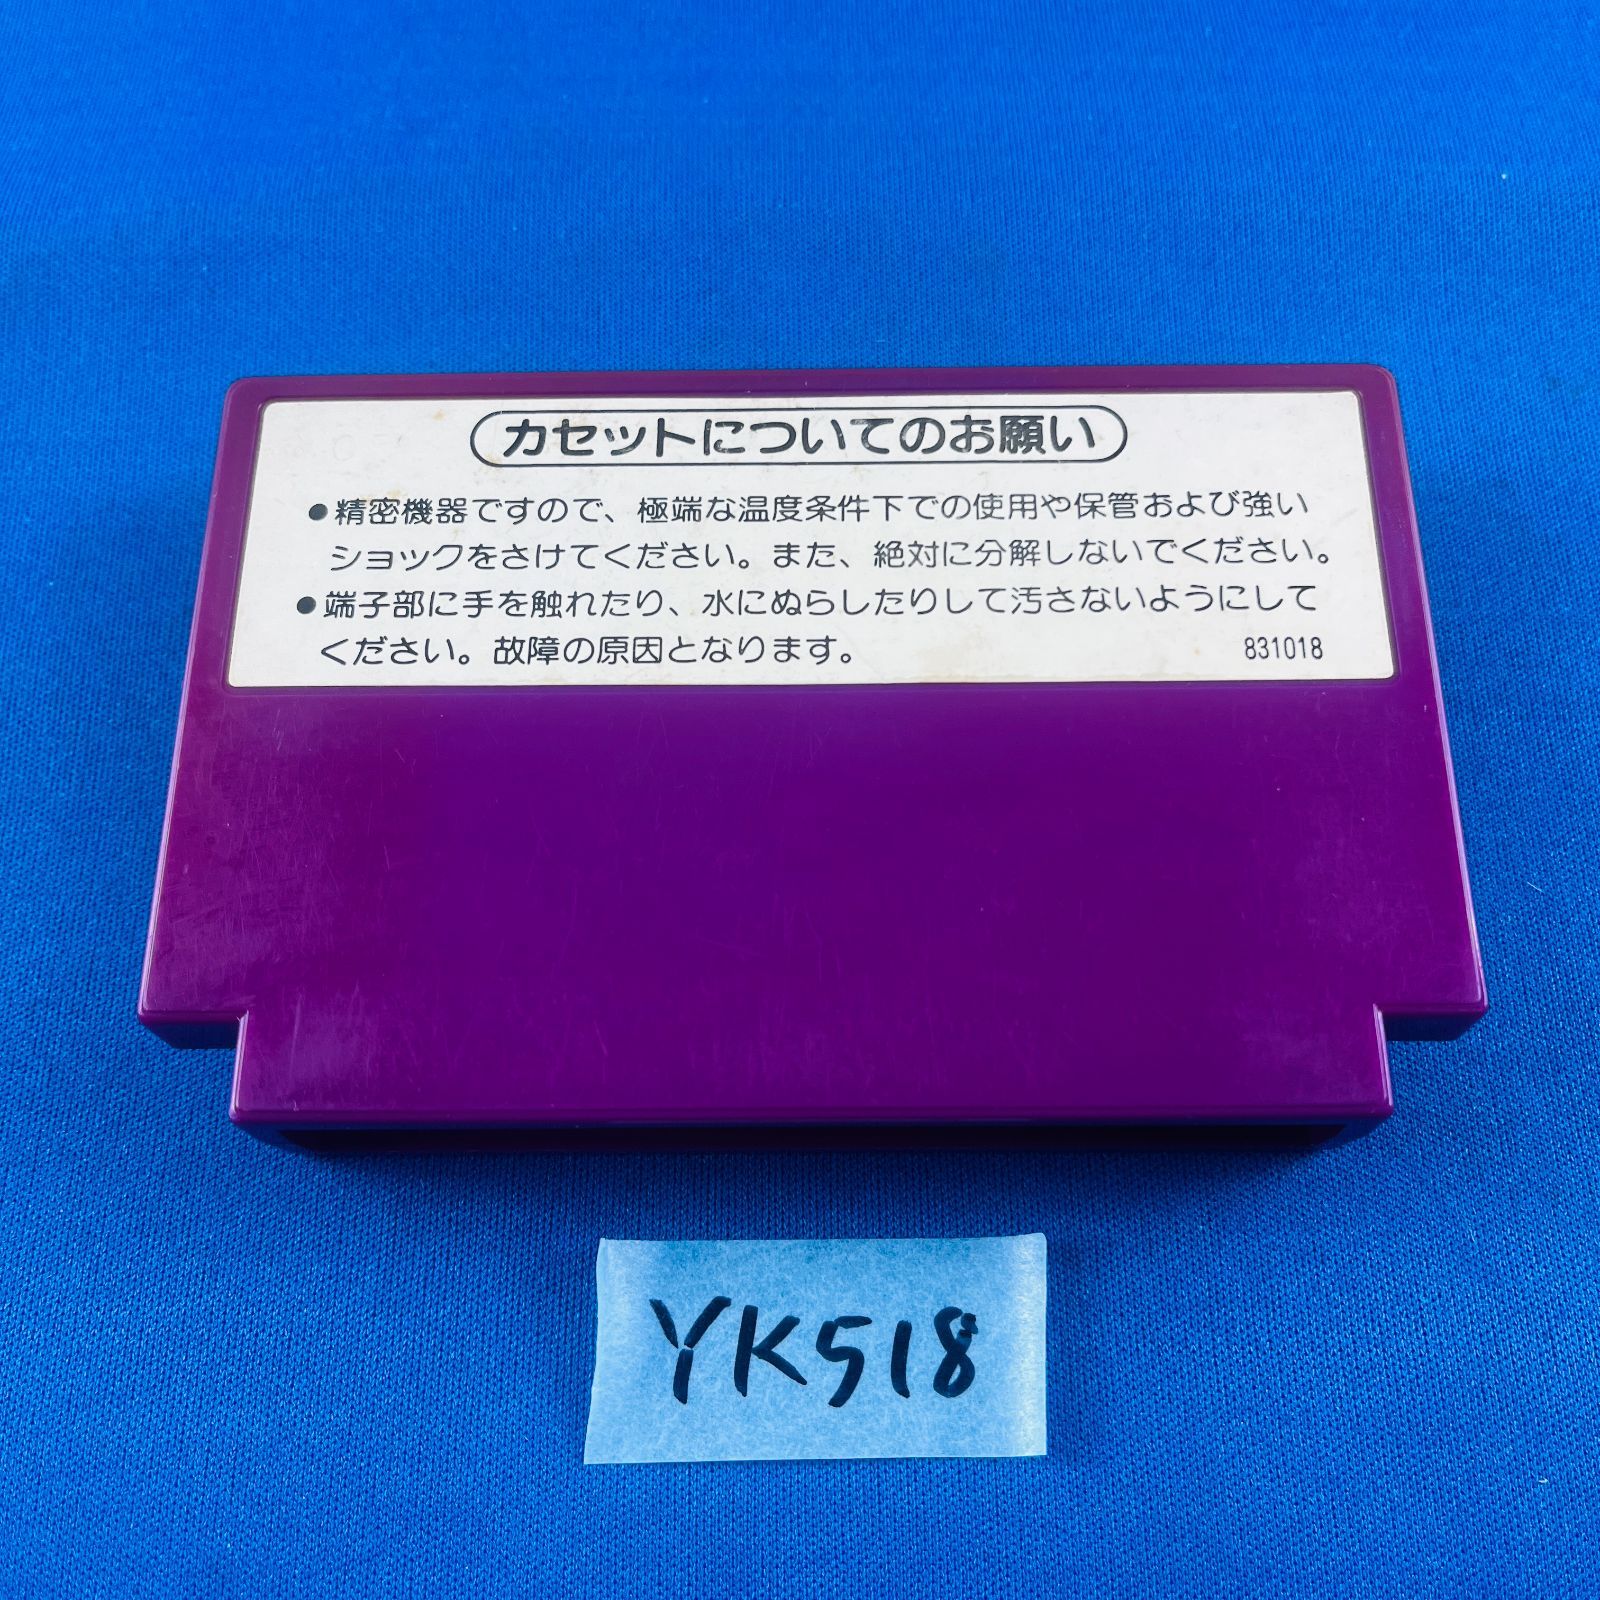 カセットについてのお願い
●精密機器ですので、極端な温度条件下での使用や保管および強い
ショックをさけてください。また、絶対に分解しないでください。
●端子部に手を触れたり、水にぬらしたりして汚さないようにして
ください。故障の原因となります。 831018
YK518